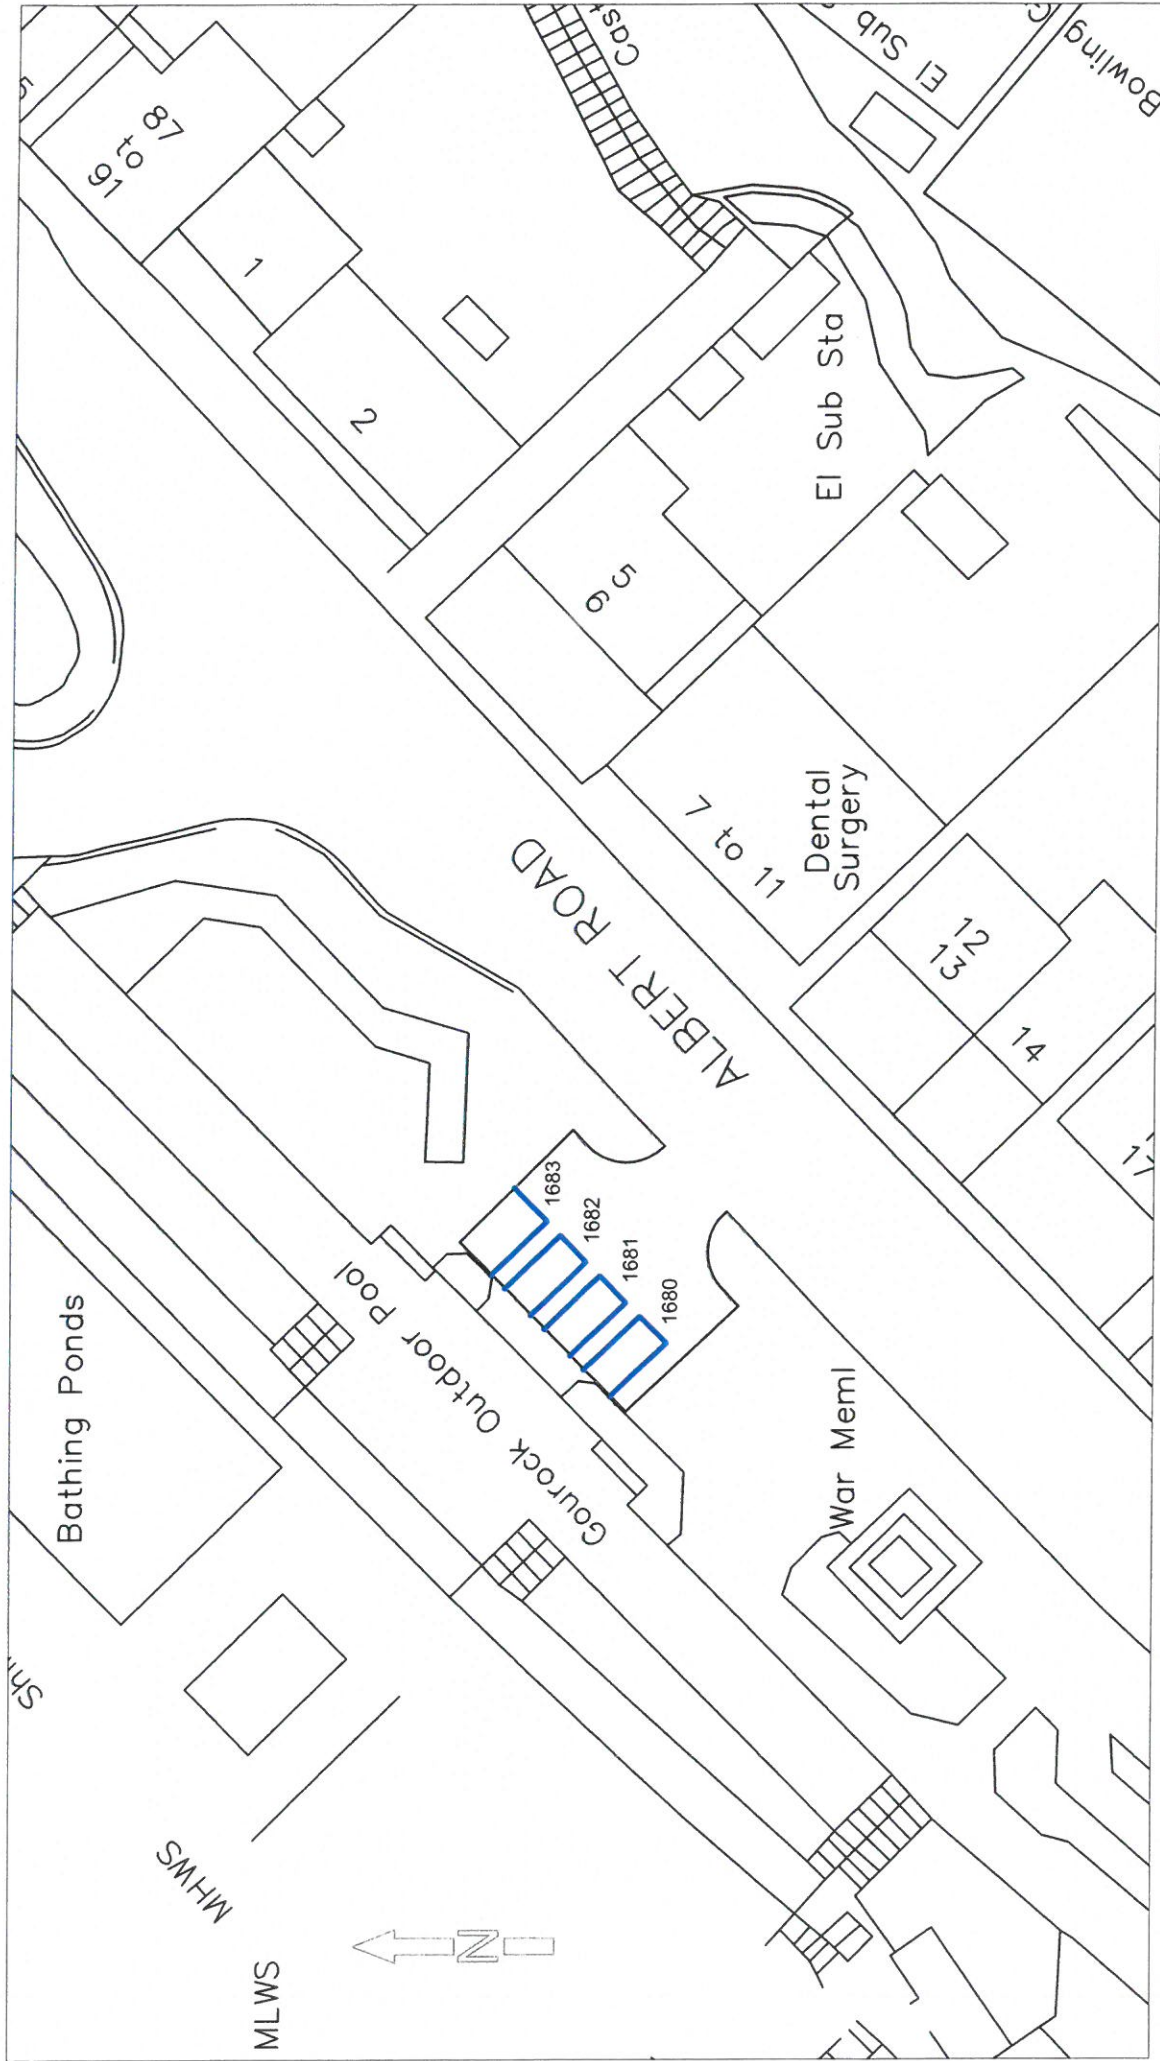 87
to
91
1
2
El Sub
Bowling
El Sub Sta
5
6
7 to 11
Dental
Surgery
12
13
14
17
ALBERT ROAD
1683
1682
1681
1680
Gourock Outdoor Pool
Bathing Ponds
War Meml
MHWS
MLWS
N